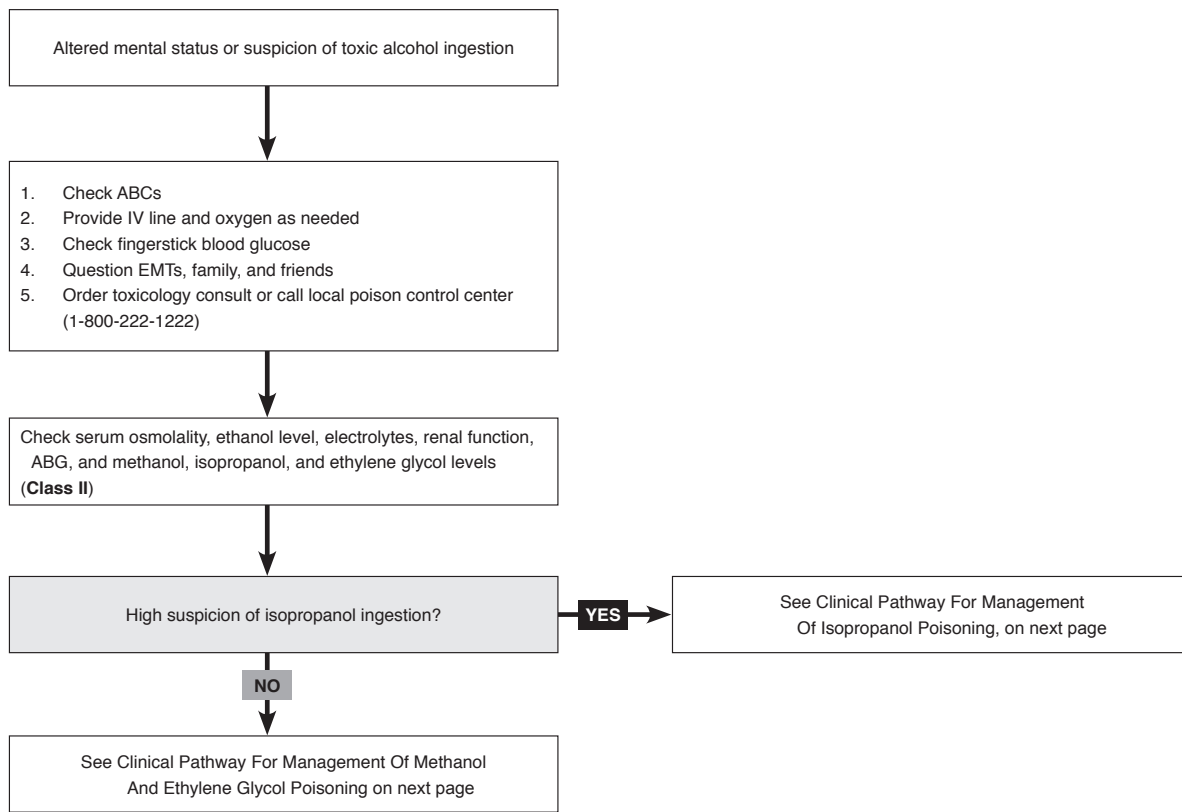 Altered mental status or suspicion of toxic alcohol ingestion
1. Check ABCs
2. Provide IV line and oxygen as needed
3. Check fingerstick blood glucose
4. Question EMTs, family, and friends
5. Order toxicology consult or call local poison control center
(1-800-222-1222)
Check serum osmolality, ethanol level, electrolytes, renal function,
ABG, and methanol, isopropanol, and ethylene glycol levels
(Class II)
High suspicion of isopropanol ingestion?
YES
See Clinical Pathway For Management
Of Isopropanol Poisoning, on next page
NO
See Clinical Pathway For Management Of Methanol
And Ethylene Glycol Poisoning on next page